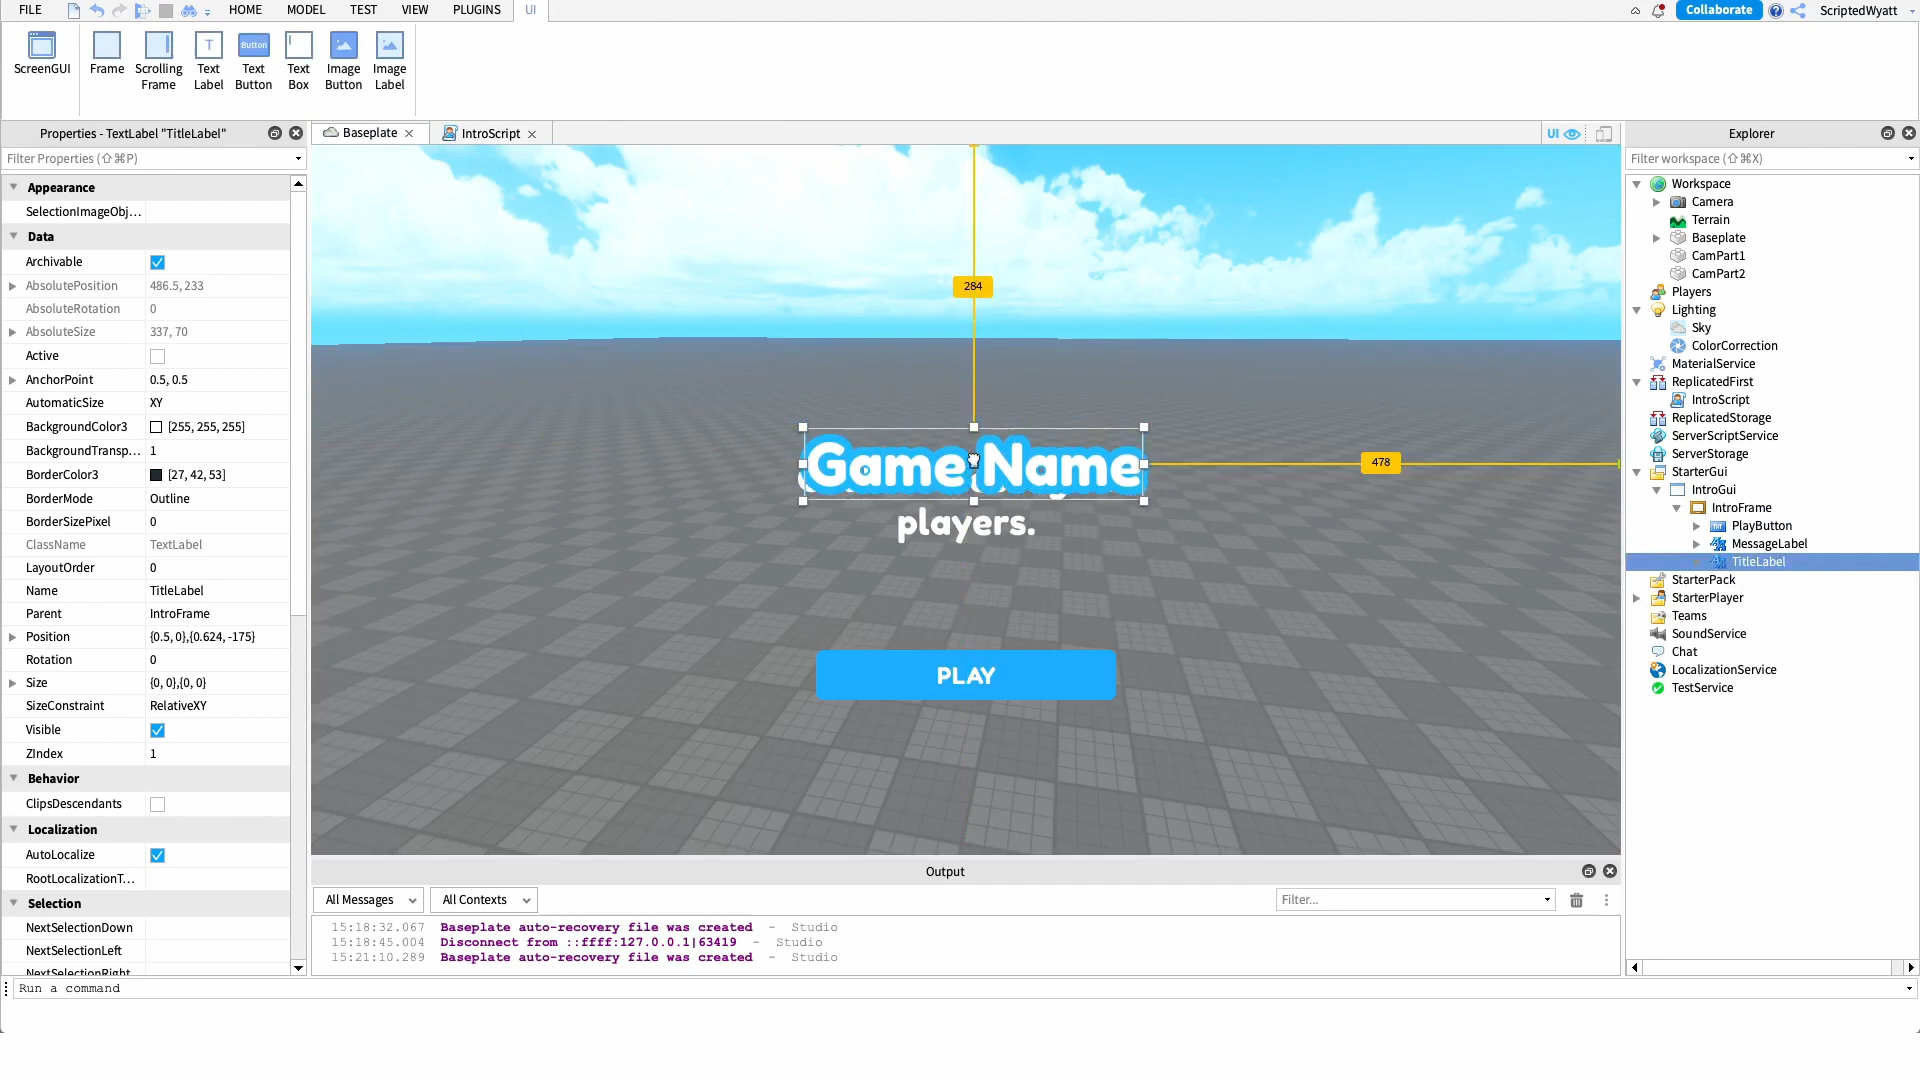 FILE HOME MODEL TEST VIEW PLUGINS UI Collaborate ScriptedWyatt
ScreenGUI Frame Scrolling Frame Text Label Text Button Text Box Image Button Image Label
Button
T
Properties - TextLabel "TitleLabel"
Filter Properties (⇧⌘P)
Appearance
SelectionImageObj...
Data
Archivable
AbsolutePosition 486.5, 233
AbsoluteRotation 0
AbsoluteSize 337, 70
Active
AnchorPoint 0.5, 0.5
AutomaticSize XY
BackgroundColor3 [255, 255, 255]
BackgroundTransp... 1
BorderColor3 [27, 42, 53]
BorderMode Outline
BorderSizePixel 0
ClassName TextLabel
LayoutOrder 0
Name TitleLabel
Parent IntroFrame
Position {0.5, 0},{0.624, -175}
Rotation 0
Size {0, 0},{0, 0}
SizeConstraint RelativeXY
Visible
ZIndex 1
Behavior
ClipsDescendants
Localization
AutoLocalize
RootLocalizationT...
Selection
NextSelectionDown
NextSelectionLeft
NextSelectionRight
Baseplate IntroScript UI
284
478
Game Name
players.
PLAY
Output
All Messages All Contexts Filter...
15:18:32.067 Baseplate auto-recovery file was created - Studio
15:18:45.004 Disconnect from ::ffff:127.0.0.1|63419 - Studio
15:21:10.289 Baseplate auto-recovery file was created - Studio
Run a command
Explorer
Filter workspace (⇧⌘X)
Workspace
Camera
Terrain
Baseplate
CamPart1
CamPart2
Players
Lighting
Sky
ColorCorrection
MaterialService
ReplicatedFirst
IntroScript
ReplicatedStorage
ServerScriptService
ServerStorage
StarterGui
IntroGui
IntroFrame
PlayButton
MessageLabel
TitleLabel
StarterPack
StarterPlayer
Teams
SoundService
Chat
LocalizationService
TestService